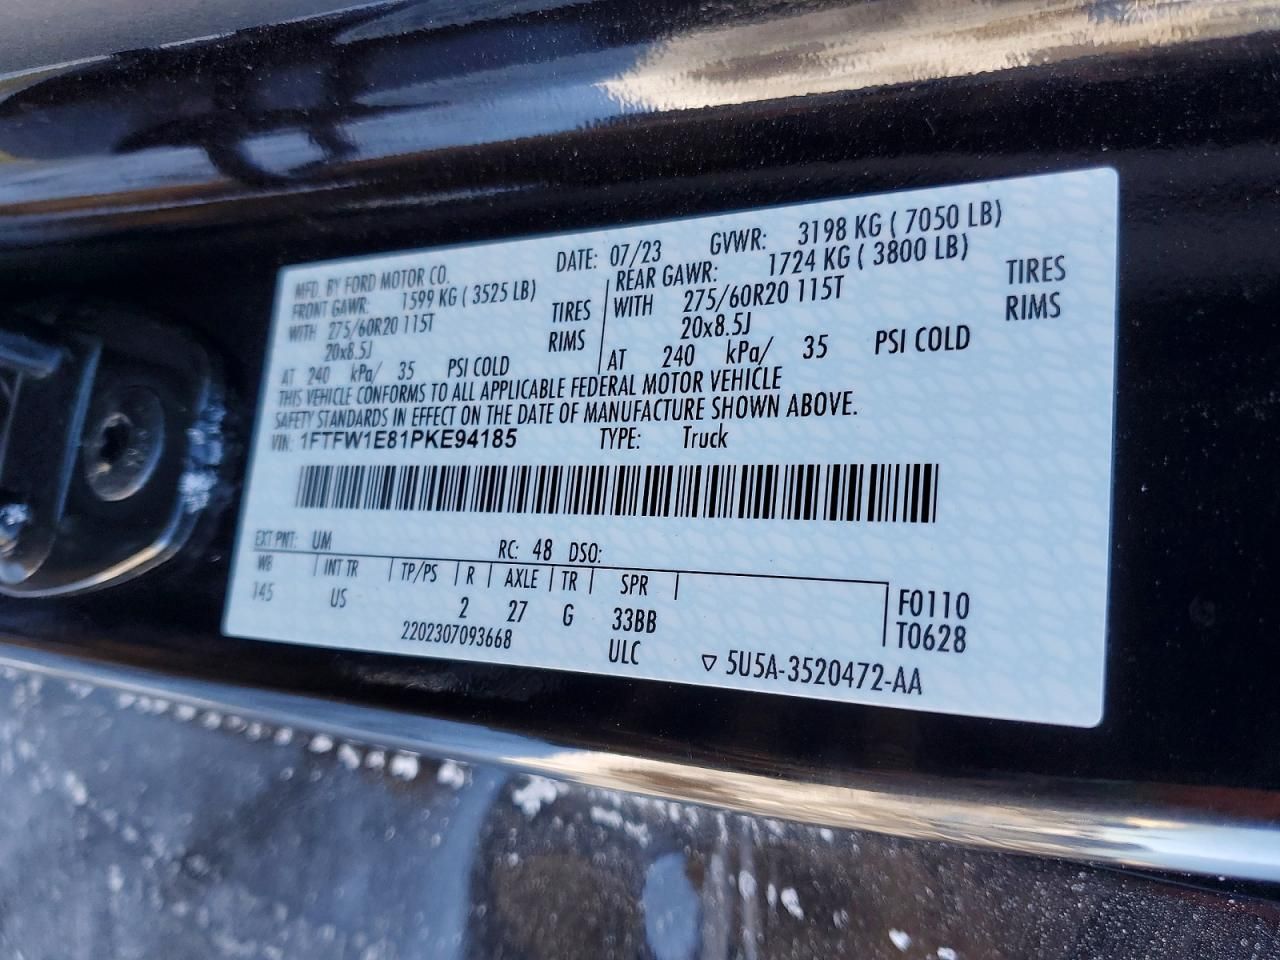 MFD. BY FORD MOTOR CO.
DATE: 07/23 GVWR: 3198 KG ( 7050 LB)
FRONT GAWR: 1599 KG ( 3525 LB)
WITH 275/60R20 115T TIRES
20x8.5J RIMS
AT 240 kPa/ 35 PSI COLD
REAR GAWR: 1724 KG ( 3800 LB)
WITH 275/60R20 115T TIRES
20x8.5J RIMS
AT 240 kPa/ 35 PSI COLD
THIS VEHICLE CONFORMS TO ALL APPLICABLE FEDERAL MOTOR VEHICLE
SAFETY STANDARDS IN EFFECT ON THE DATE OF MANUFACTURE SHOWN ABOVE.
VIN: 1FTFW1E81PKE94185 TYPE: Truck
EXT PNT: UM RC: 48 DSO:
WB INT TR TP/PS R AXLE TR SPR
145 US 2 27 G 33BB
F0110
T0628
2202307093668 ULC ▽ 5U5A-3520472-AA